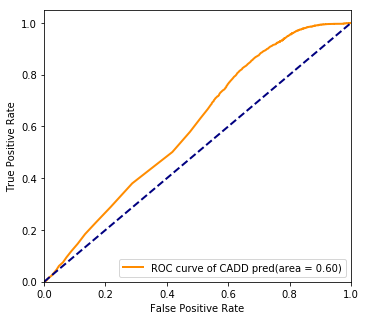 1.0
0.8
0.6
0.4
0.2
0.0
True Positive Rate
ROC curve of CADD pred(area = 0.60)
0.0 0.2 0.4 0.6 0.8 1.0
False Positive Rate